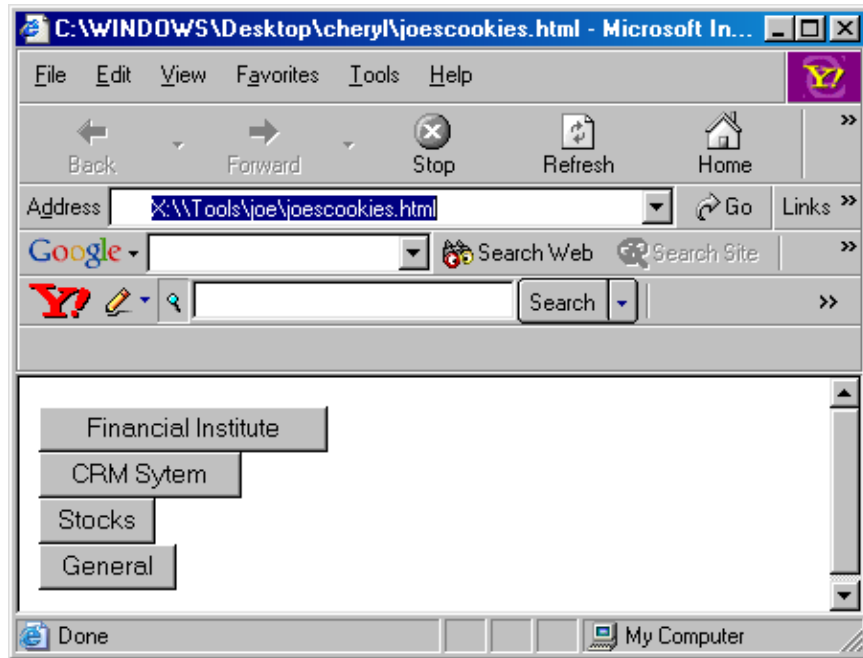 C:\WINDOWS\Desktop\cheryl\joescookies.html - Microsoft In...
File Edit View Favorites Tools Help
Y!
Back Forward Stop Refresh Home »
Address X:\\Tools\joe\joescookies.html Go Links »
Google Search Web Search Site »
Y! Search »
Financial Institute
CRM Sytem
Stocks
General
Done My Computer